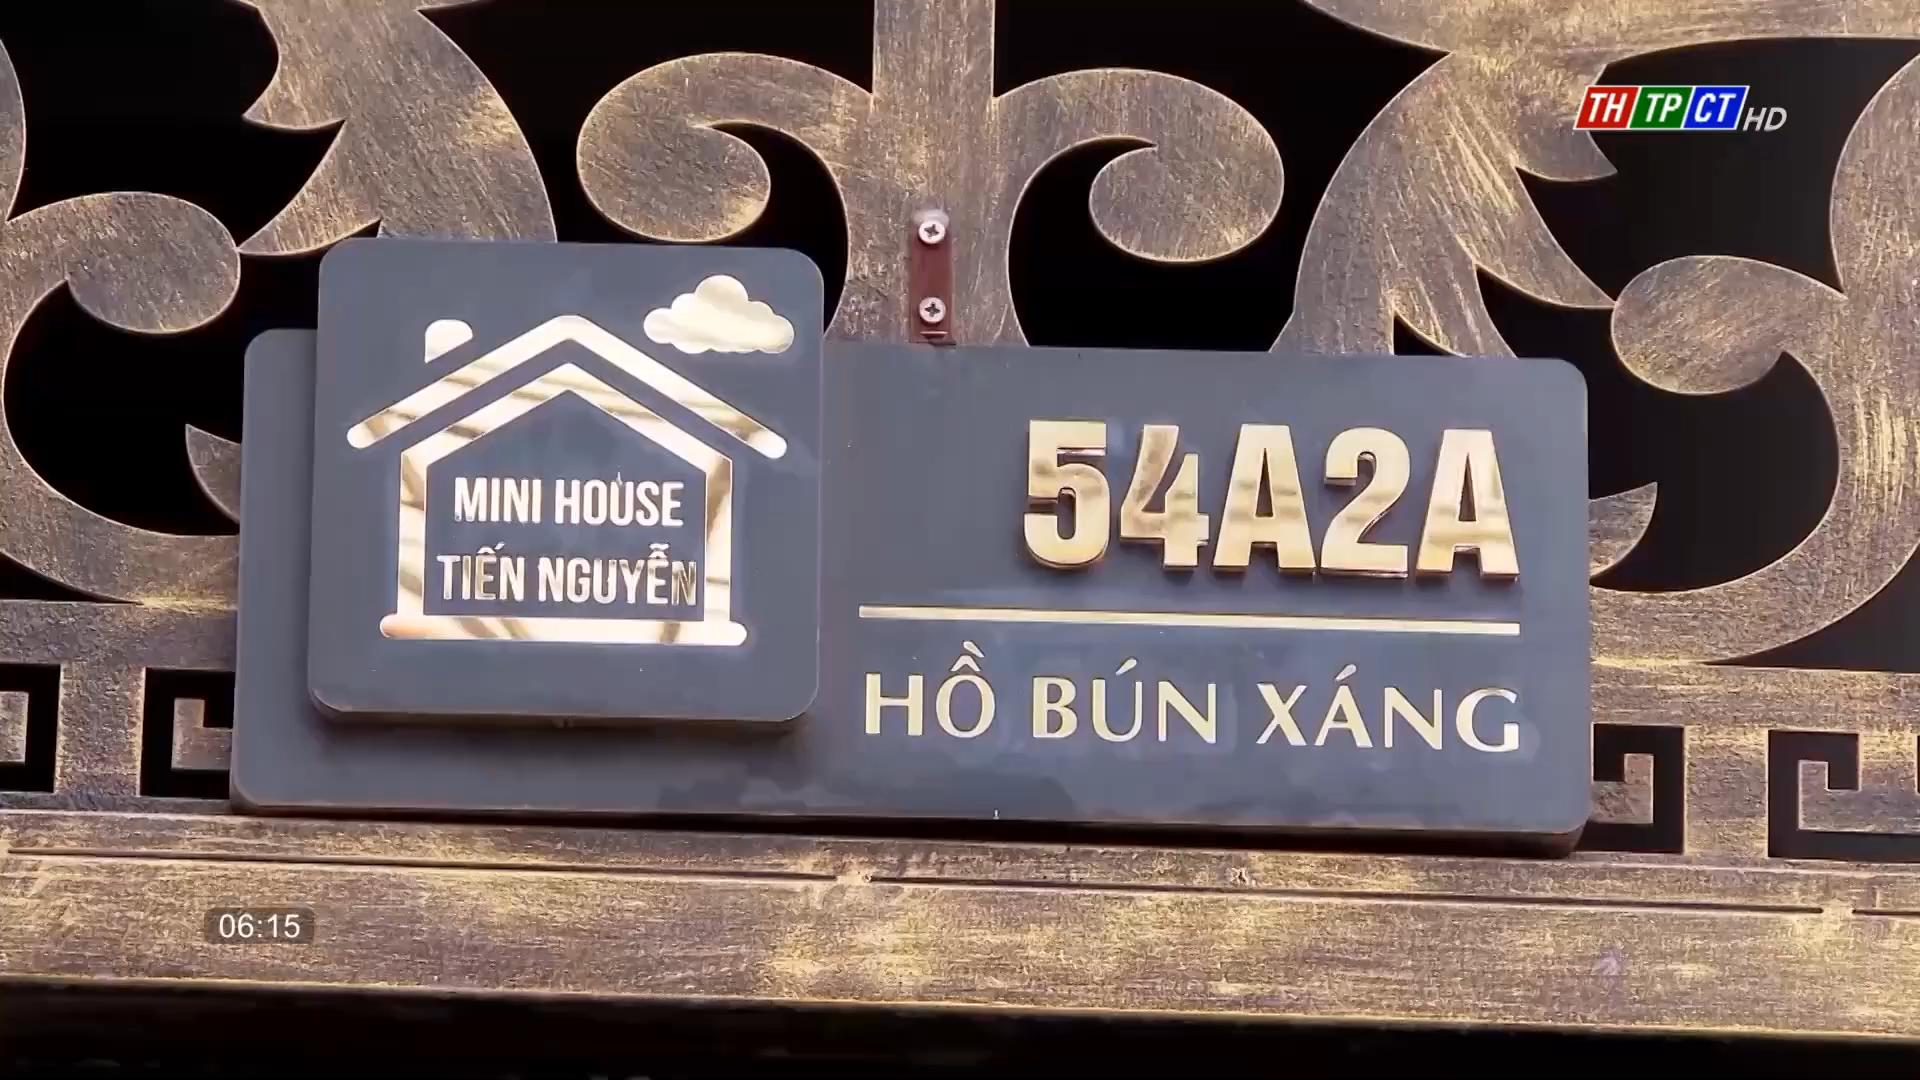 THTPCT HD
MINI HOUSE
TIẾN NGUYỄN
54A2A
HỒ BÚN XÁNG
06:15